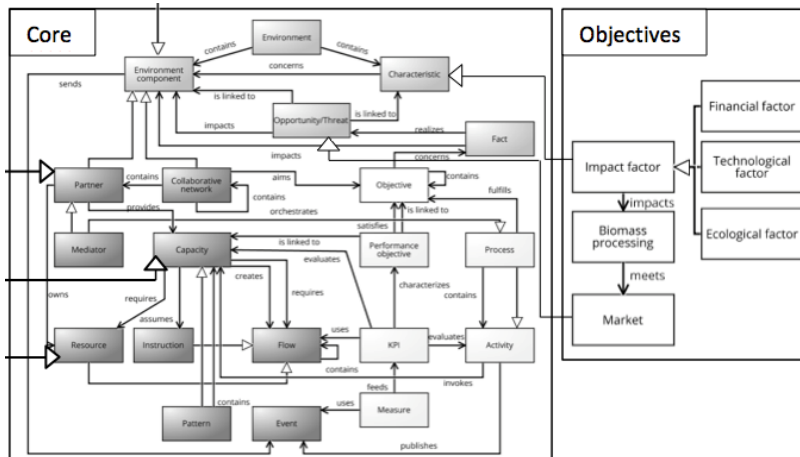 Core
Objectives
Environment
contains
contains
Environment
component
concerns
Characteristic
sends
is linked to
is linked to
Opportunity/Threat
impacts
realizes
Fact
impacts
concerns
Financial factor
Impact factor
Technological
factor
Ecological factor
impacts
Biomass
processing
meets
Market
Partner
contains
Collaborative
network
aims
Objective
contains
contains
fulfills
provides
orchestrates
is linked to
satisfies
Mediator
Capacity
is linked to
Performance
objective
Process
evaluates
creates
characterizes
requires
contains
owns
requires
assumes
Resource
Instruction
Flow
uses
KPI
evaluates
Activity
contains
invokes
feeds
contains
Pattern
Event
uses
Measure
publishes